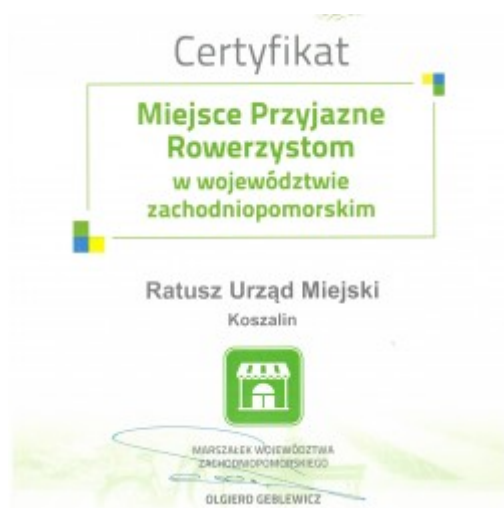 Certyfikat
Miejsce Przyjazne
Rowerzystom
w województwie
zachodniopomorskim
Ratusz Urząd Miejski
Koszalin
MARSZAŁEK WOJEWÓDZTWA
ZACHODNIOPOMORSKIEGO
OLGIERD GEBLEWICZ